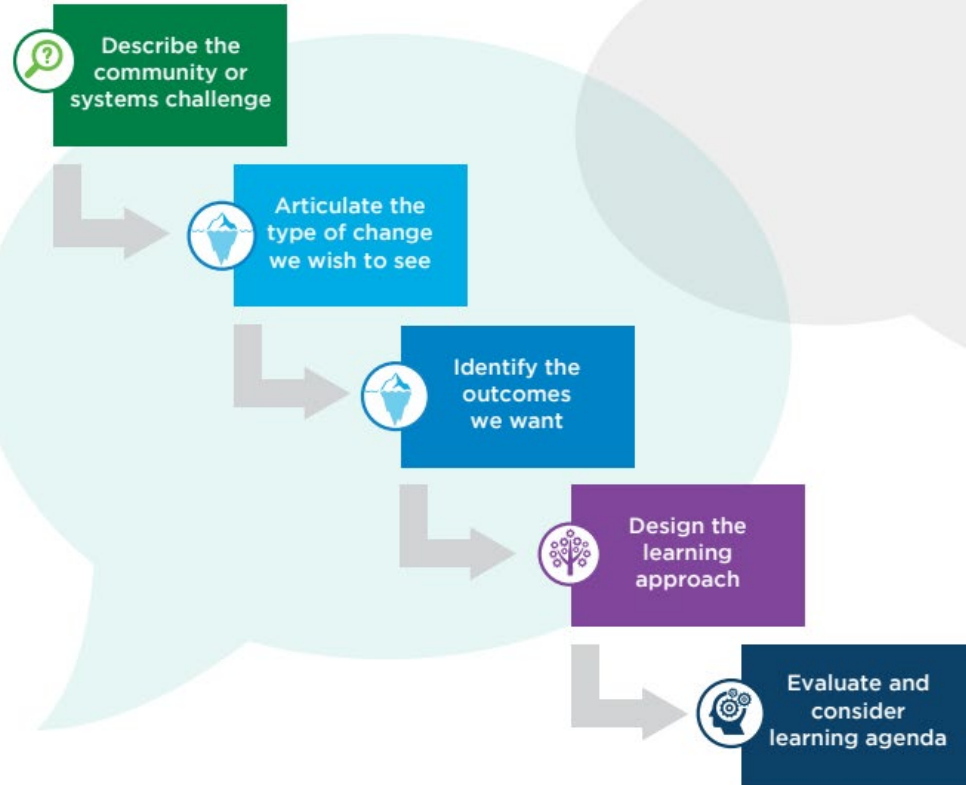 Describe the
community or
systems challenge
Articulate the
type of change
we wish to see
Identify the
outcomes
we want
Design the
learning
approach
Evaluate and
consider
learning agenda